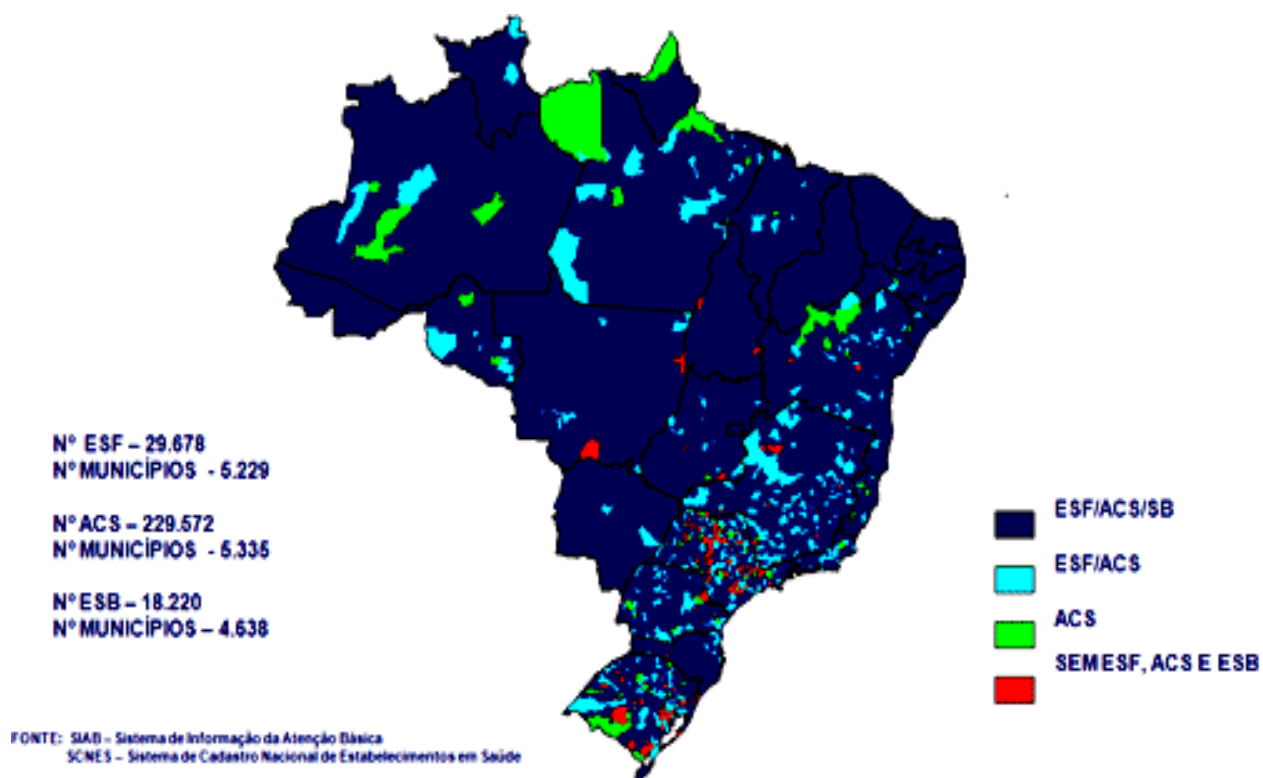 Nº ESF – 29.678
Nº MUNICÍPIOS - 5.229
Nº ACS – 229.572
Nº MUNICÍPIOS - 5.335
Nº ESB – 18.220
Nº MUNICÍPIOS – 4.638
ESF/ACS/SB
ESF/ACS
ACS
SEM ESF, ACS E ESB
FONTE: SIAB – Sistema de Informação da Atenção Básica
SCNES – Sistema de Cadastro Nacional de Estabelecimentos em Saúde